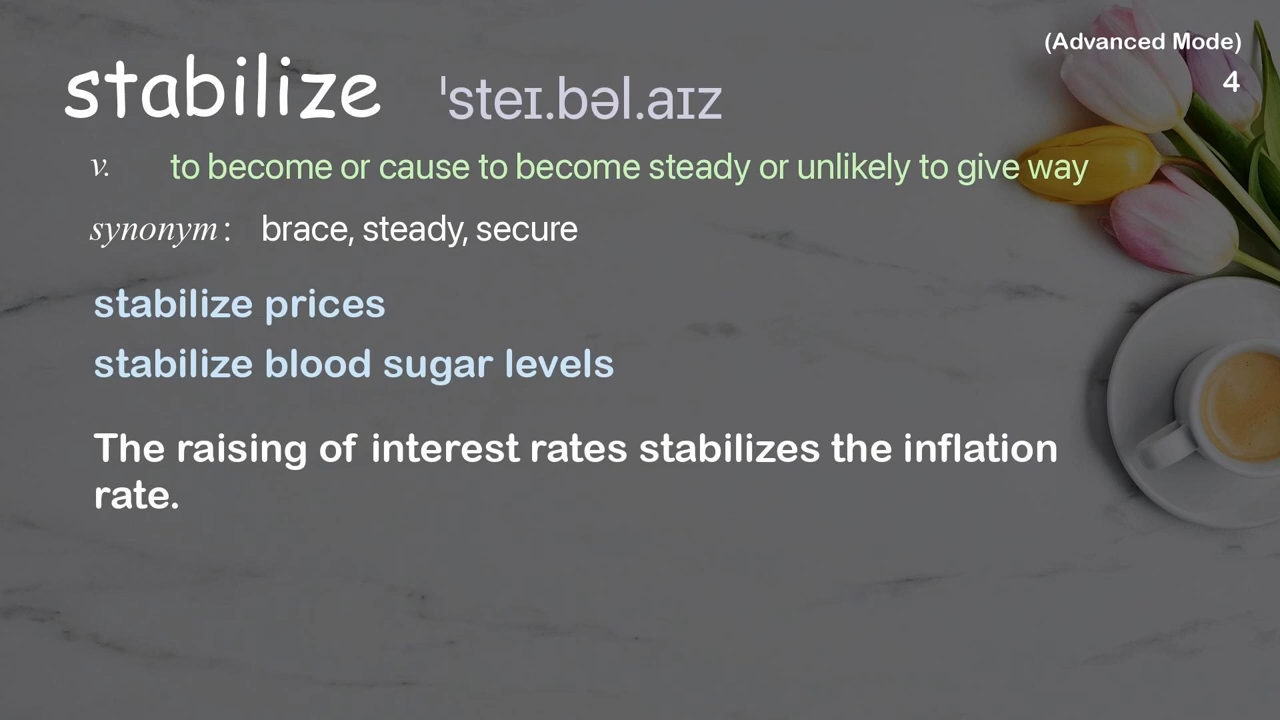 (Advanced Mode)
4
stabilize ˈsteɪ.bəl.aɪz
v. to become or cause to become steady or unlikely to give way
synonym: brace, steady, secure
stabilize prices
stabilize blood sugar levels
The raising of interest rates stabilizes the inflation
rate.